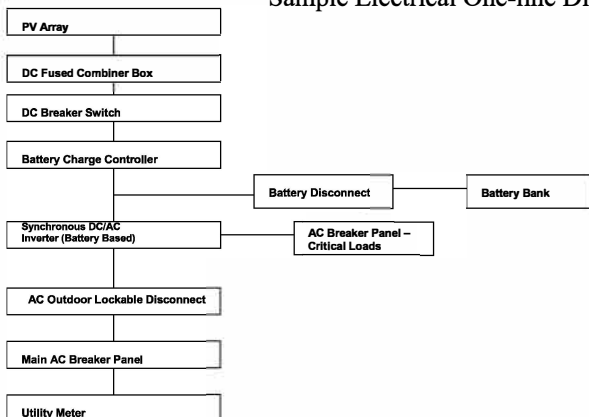 Sample Electrical One-line Di
PV Array
DC Fused Combiner Box
DC Breaker Switch
Battery Charge Controller
Battery Disconnect
Battery Bank
Synchronous DC/AC
Inverter (Battery Based)
AC Breaker Panel –
Critical Loads
AC Outdoor Lockable Disconnect
Main AC Breaker Panel
Utility Meter